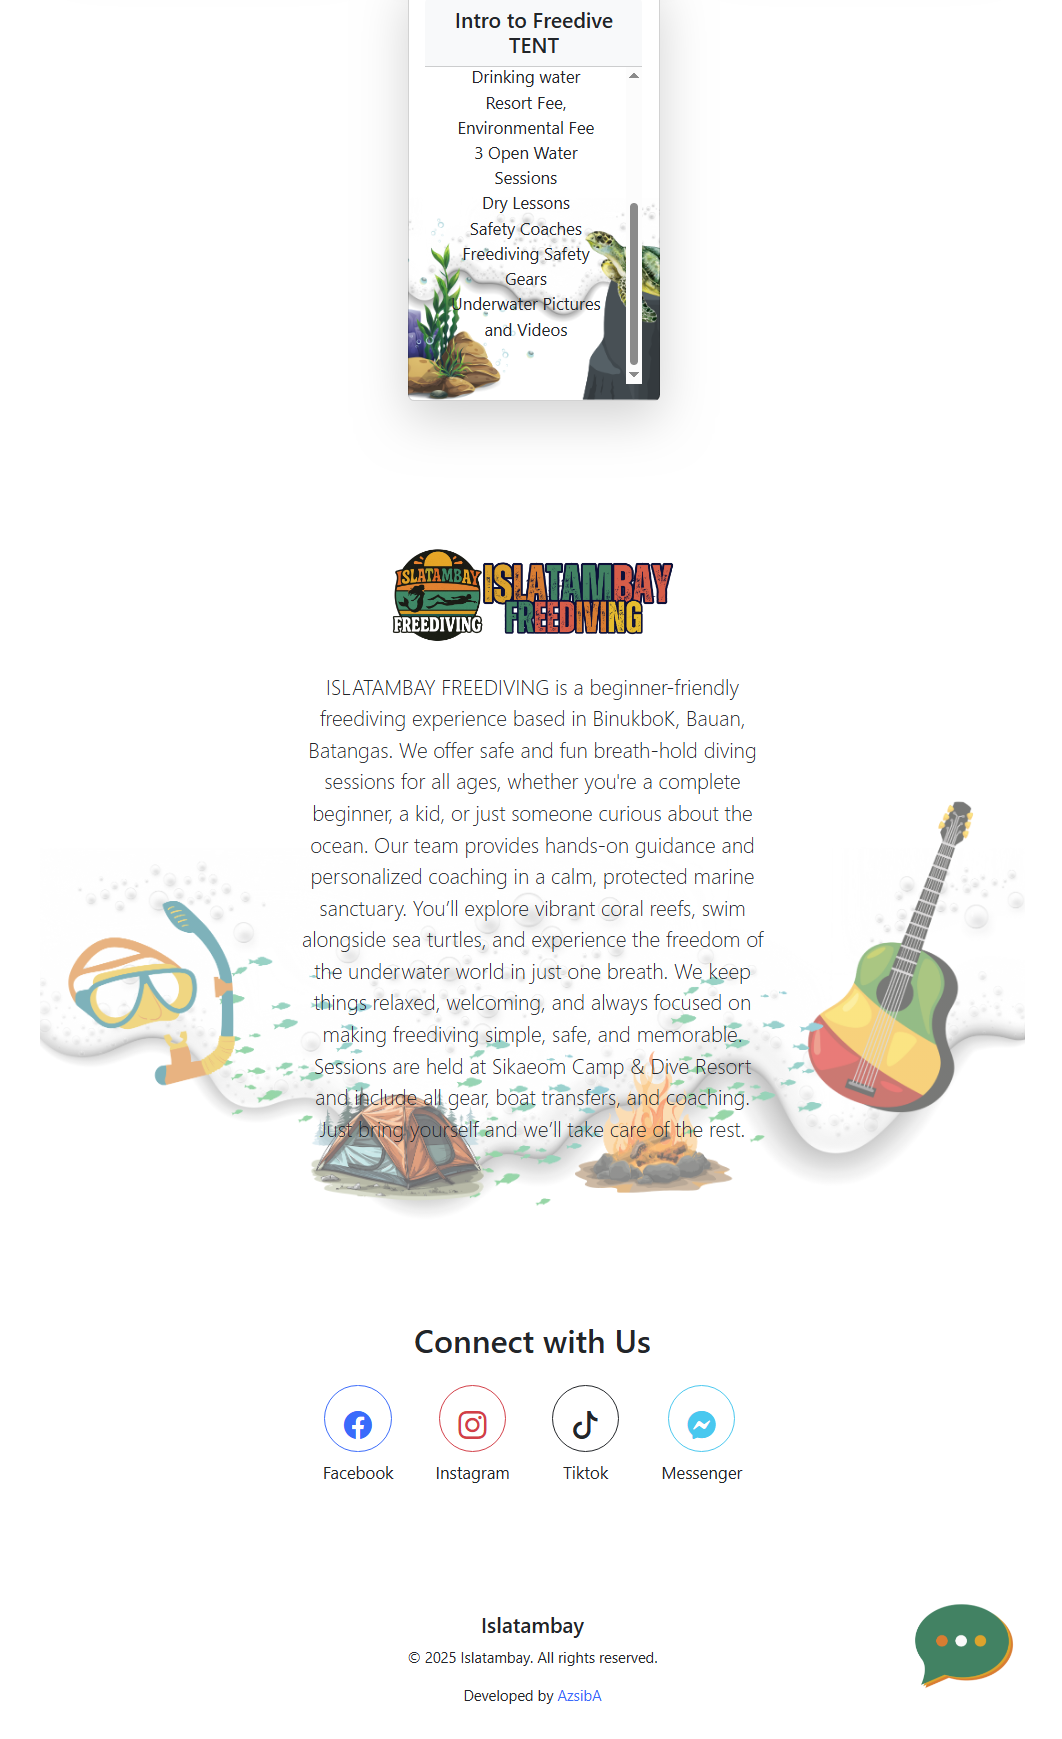 Intro to Freedive
TENT
Drinking water
Resort Fee,
Environmental Fee
3 Open Water
Sessions
Dry Lessons
Safety Coaches
Freediving Safety
Gears
Underwater Pictures
and Videos
ISLATAMBAY
FREEDIVING
ISLATAMBAY
FREEDIVING
ISLATAMBAY FREEDIVING is a beginner-friendly
freediving experience based in BinukboK, Bauan,
Batangas. We offer safe and fun breath-hold diving
sessions for all ages, whether you're a complete
beginner, a kid, or just someone curious about the
ocean. Our team provides hands-on guidance and
personalized coaching in a calm, protected marine
sanctuary. You’ll explore vibrant coral reefs, swim
alongside sea turtles, and experience the freedom of
the underwater world in just one breath. We keep
things relaxed, welcoming, and always focused on
making freediving simple, safe, and memorable.
Sessions are held at Sikaeom Camp & Dive Resort
and include all gear, boat transfers, and coaching.
Just bring yourself and we’ll take care of the rest.
Connect with Us
Facebook
Instagram
Tiktok
Messenger
Islatambay
© 2025 Islatambay. All rights reserved.
Developed by AzsibA